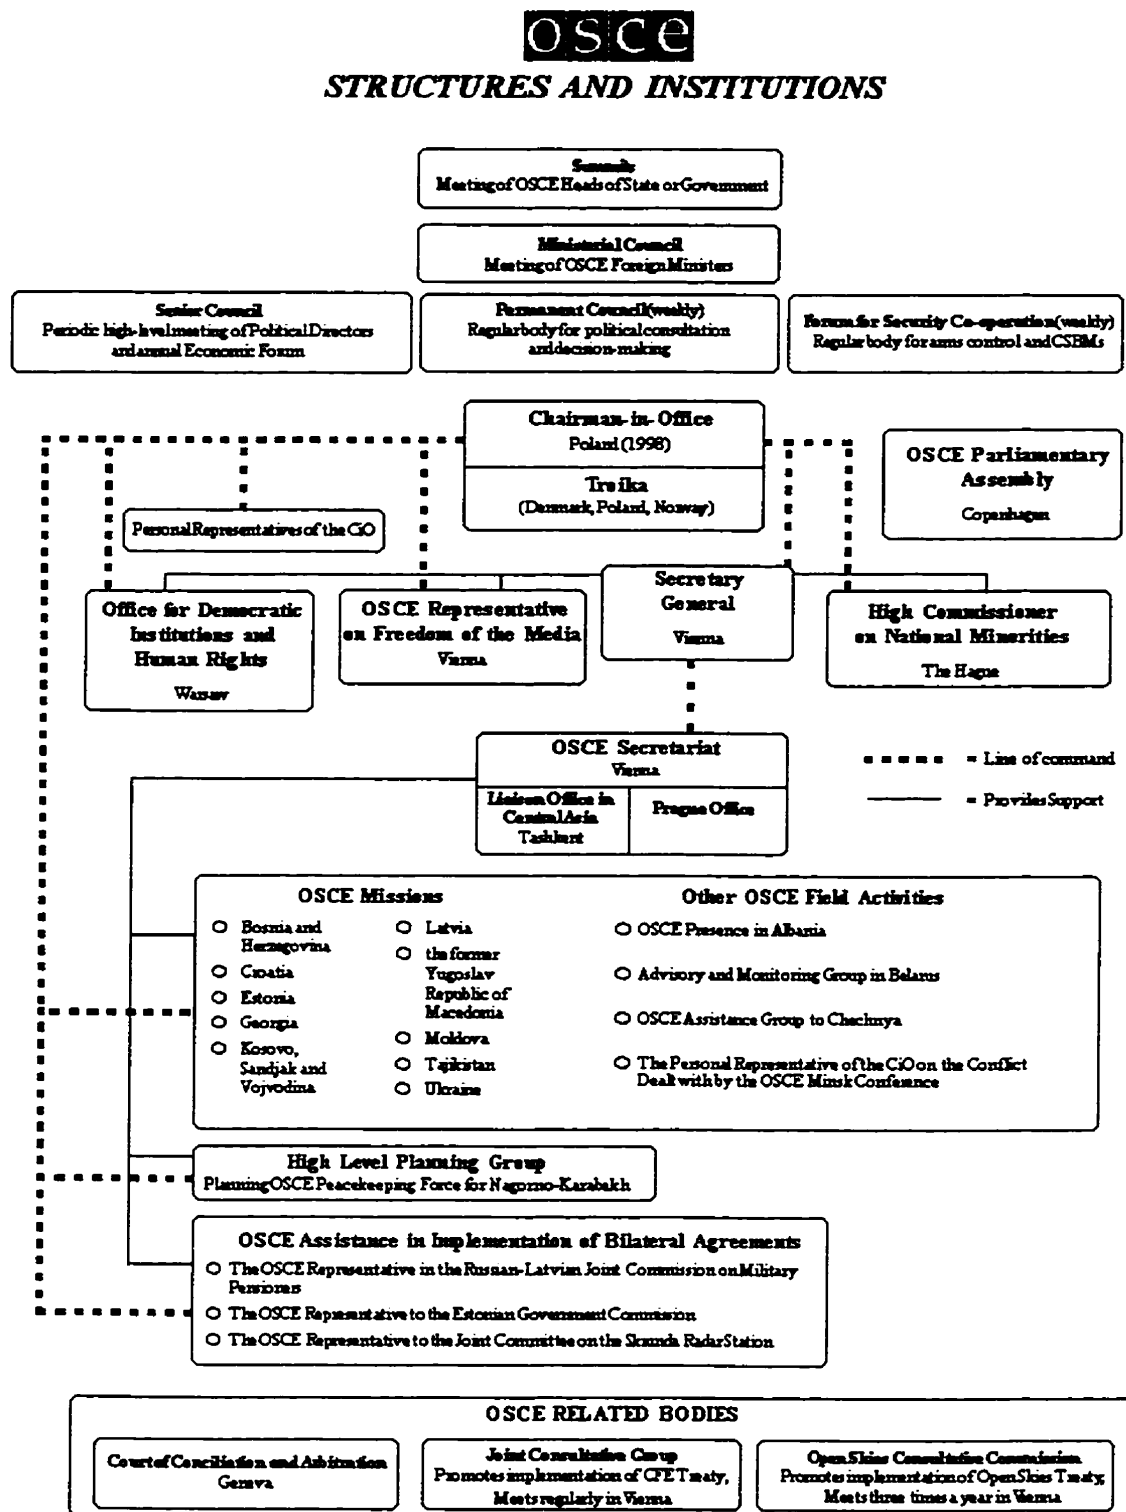 OSCE
STRUCTURES AND INSTITUTIONS
Summits
Meeting of OSCE Heads of State or Government
Ministerial Council
Meeting of OSCE Foreign Ministers
Senior Council
Periodic high-level meeting of Political Directors
and annual Economic Forum
Permanent Council (weekly)
Regular body for political consultation
and decision-making
Forum for Security Co-operation (weekly)
Regular body for arms control and CSBMs
Chairman-in-Office
Poland (1998)
Troika
(Denmark, Poland, Norway)
OSCE Parliamentary
Assembly
Copenhagen
Personal Representatives of the CiO
Office for Democratic
Institutions and
Human Rights
Warsaw
OSCE Representative
on Freedom of the Media
Vienna
Secretary
General
Vienna
High Commissioner
on National Minorities
The Hague
OSCE Secretariat
Vienna
Liaison Office in
Central Asia
Tashkent
Prague Office
= Line of command
= Provides Support
OSCE Missions
Bosnia and
Herzegovina
Croatia
Estonia
Georgia
Kosovo,
Sandjak and
Vojvodina
Latvia
the former
Yugoslav
Republic of
Macedonia
Moldova
Tajikistan
Ukraine
Other OSCE Field Activities
OSCE Presence in Albania
Advisory and Monitoring Group in Belarus
OSCE Assistance Group to Chechnya
The Personal Representative of the CiO on the Conflict
Dealt with by the OSCE Minsk Conference
High Level Planning Group
Planning OSCE Peacekeeping Force for Nagorno-Karabakh
OSCE Assistance in Implementation of Bilateral Agreements
The OSCE Representative in the Russian-Latvian Joint Commission on Military
Pensioners
The OSCE Representative to the Estonian Government Commission
The OSCE Representative to the Joint Committee on the Skrunda Radar Station
OSCE RELATED BODIES
Court of Conciliation and Arbitration
Geneva
Joint Consultative Group
Promotes implementation of CFE Treaty,
Meets regularly in Vienna
Open Skies Consultative Commission
Promotes implementation of Open Skies Treaty,
Meets three times a year in Vienna